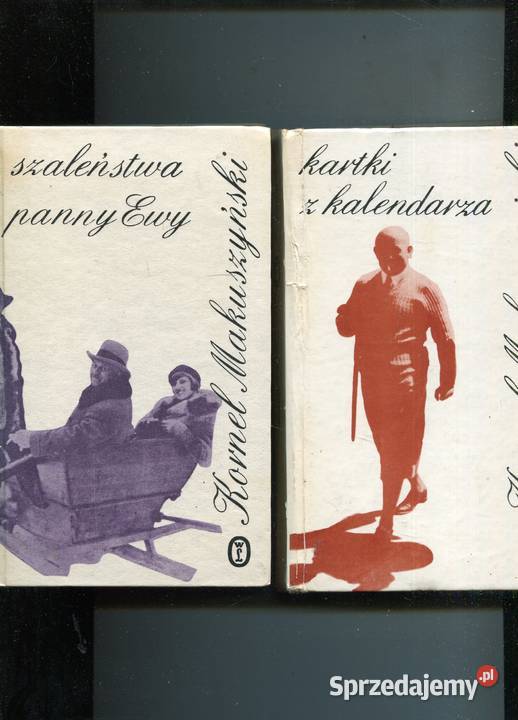 szaleństwa
panny Ewy
Kornel Makuszyński
kartki
z kalendarza
Sprzedajemy.pl